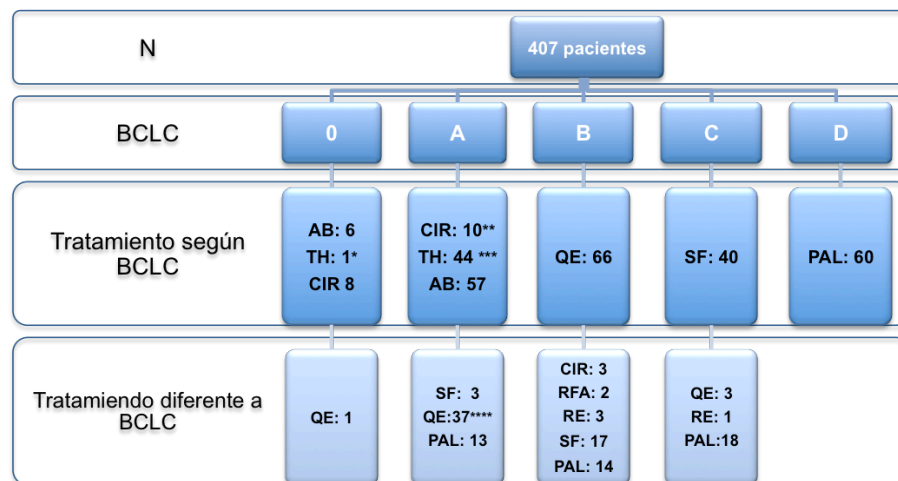 N
407 pacientes
BCLC
0
A
B
C
D
Tratamiento según
BCLC
AB: 6
TH: 1*
CIR 8
CIR: 10**
TH: 44 ***
AB: 57
QE: 66
SF: 40
PAL: 60
Tratamiendo diferente a
BCLC
QE: 1
SF: 3
QE:37****
PAL: 13
CIR: 3
RFA: 2
RE: 3
SF: 17
PAL: 14
QE: 3
RE: 1
PAL:18